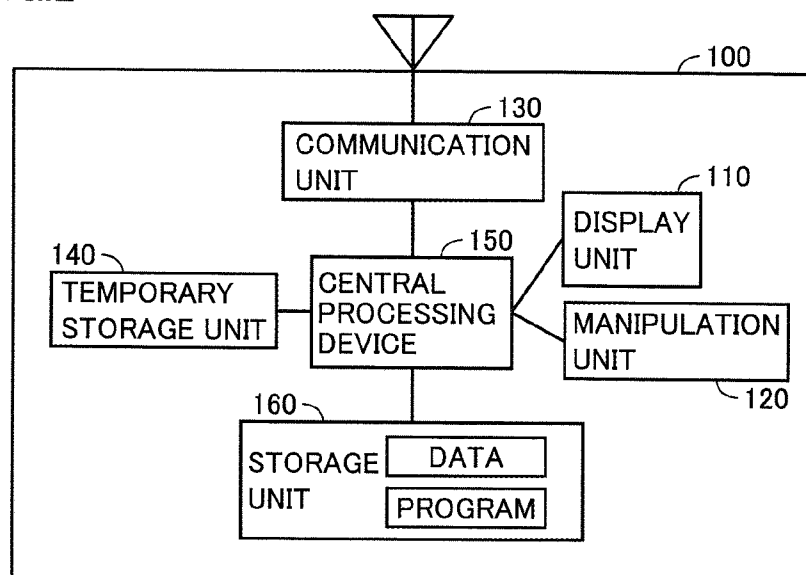 100
130
COMMUNICATION
UNIT
110
DISPLAY
UNIT
150
CENTRAL
PROCESSING
DEVICE
140
TEMPORARY
STORAGE UNIT
MANIPULATION
UNIT
120
160
STORAGE
UNIT
DATA
PROGRAM